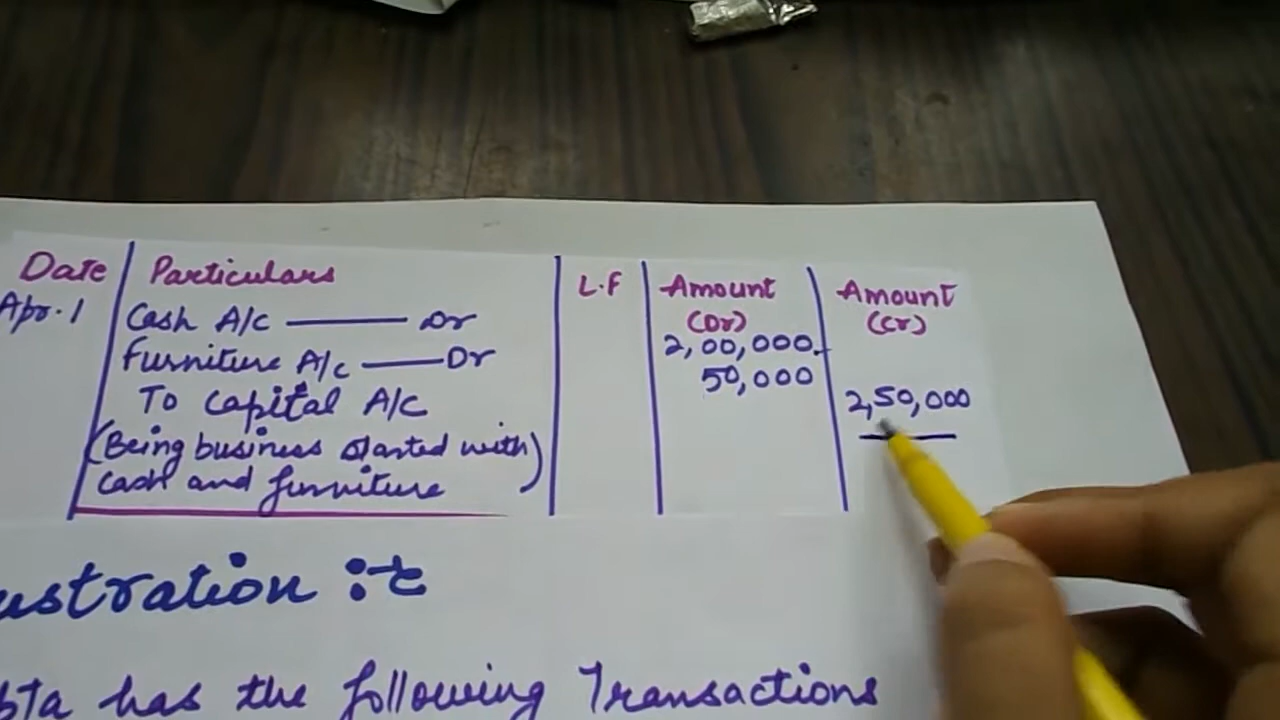 Date Particulars L.F Amount (Dr) Amount (Cr)
Apr. 1 Cash A/c Dr 2,00,000
Furniture A/c Dr 50,000
To Capital A/c 2,50,000
(Being business started with
cash and furniture)
ustration :-
has the following Transactions